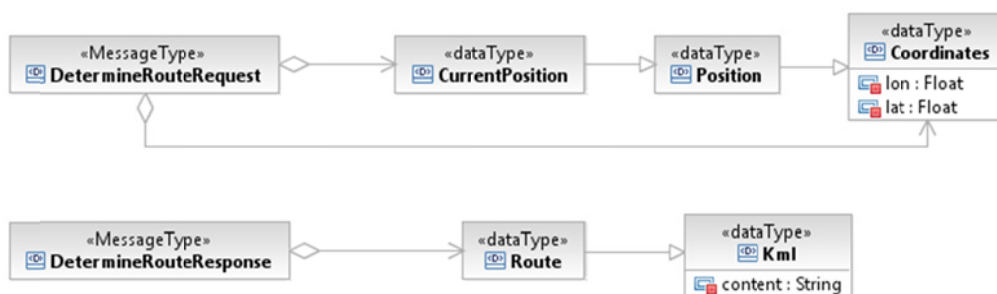 «MessageType»
DetermineRouteRequest
«dataType»
CurrentPosition
«dataType»
Position
«dataType»
Coordinates
lon : Float
lat : Float
«MessageType»
DetermineRouteResponse
«dataType»
Route
«dataType»
Kml
content : String